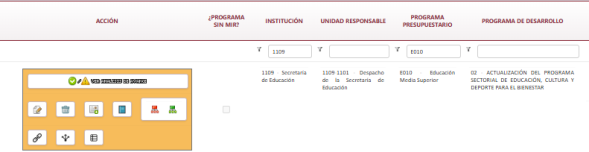 ACCIÓN
¿PROGRAMA
SIN MIR?
INSTITUCIÓN
UNIDAD RESPONSABLE
PROGRAMA
PRESUPUESTARIO
PROGRAMA DE DESARROLLO
1109
E010
1109 Secretaría
de Educación
1109 1101 Despacho
de la Secretaría de
Educación
E010 Educación
Media Superior
02 ACTUALIZACIÓN DEL PROGRAMA
SECTORIAL DE EDUCACIÓN, CULTURA Y
DEPORTE PARA EL BIENESTAR